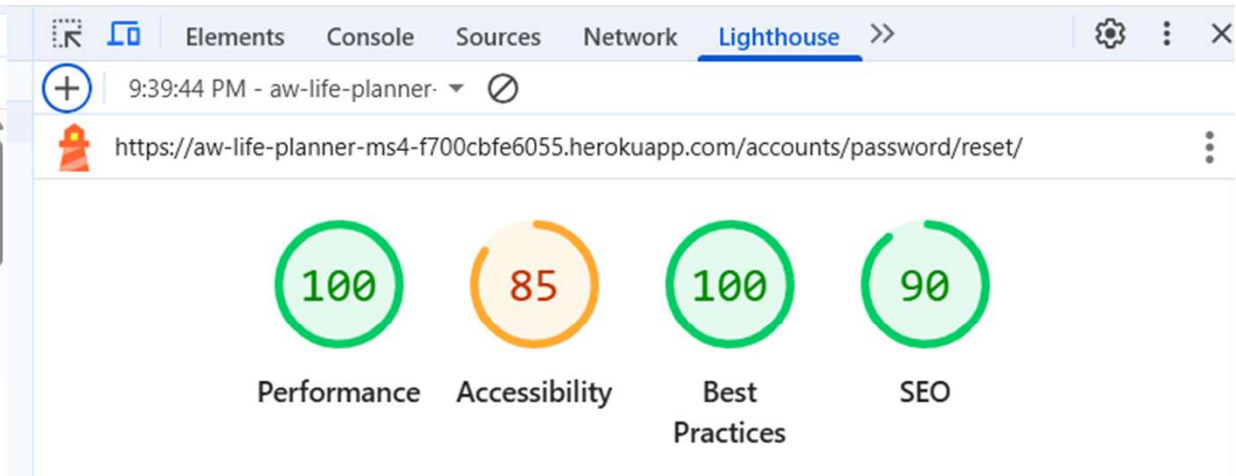 Elements Console Sources Network Lighthouse
9:39:44 PM - aw-life-planner-
https://aw-life-planner-ms4-f700cbfe6055.herokuapp.com/accounts/password/reset/
100 85 100 90
Performance Accessibility Best Practices SEO